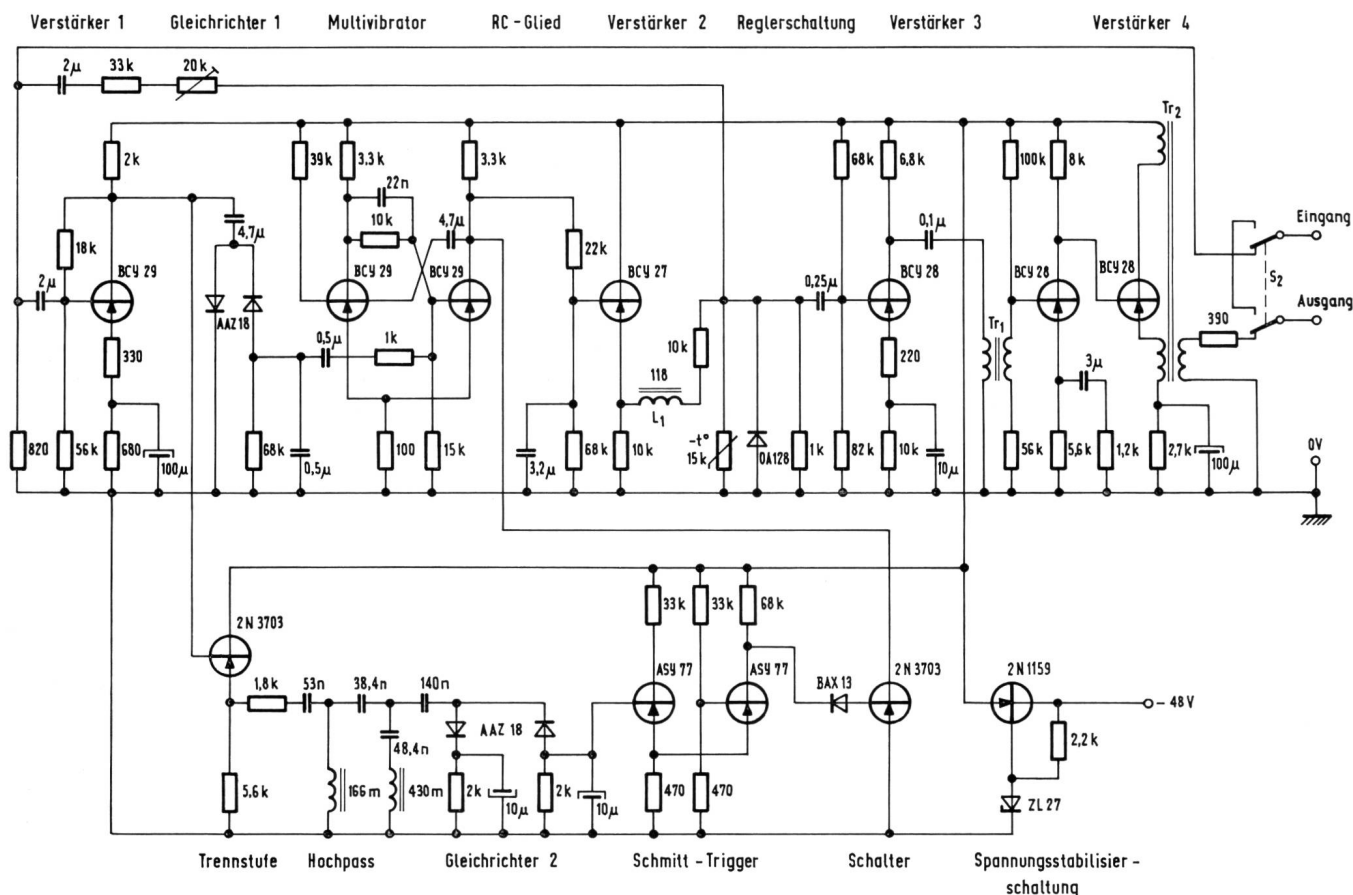 Verstärker 1 Gleichrichter 1 Multivibrator RC-Glied Verstärker 2 Reglerschaltung Verstärker 3 Verstärker 4
2µ 33k 20k
Tr2
2k 39k 3,3k 3,3k 68k 6,8k 100k 8k
22n
4,7µ 10k 4,7µ 0,1µ
18k 22k
Eingang
BCY 29 BCY 29 BCY 29 BCY 27 BCY 28 BCY 28 BCY 28
2µ 0,25µ S2
AAZ 18 Ausgang
330 0,5µ 1k 10k 220 Tr1 390
118 3µ
L1
-t°
820 56k 680 100µ 68k 0,5µ 100 15k 3,2µ 68k 10k 15k OA128 1k 82k 10k 10µ 56k 5,6k 1,2k 2,7k 100µ
0V
33k 33k 68k
2N3703
ASY 77 ASY 77 BAX 13 2N3703 2N1159
1,8k 53n 38,4n 140n
- 48V
AAZ 18
48,4n 2,2k
5,6k 166m 430m 2k 10µ 2k 10µ 470 470 ZL 27
Trennstufe Hochpass Gleichrichter 2 Schmitt-Trigger Schalter Spannungsstabilisier-
schaltung